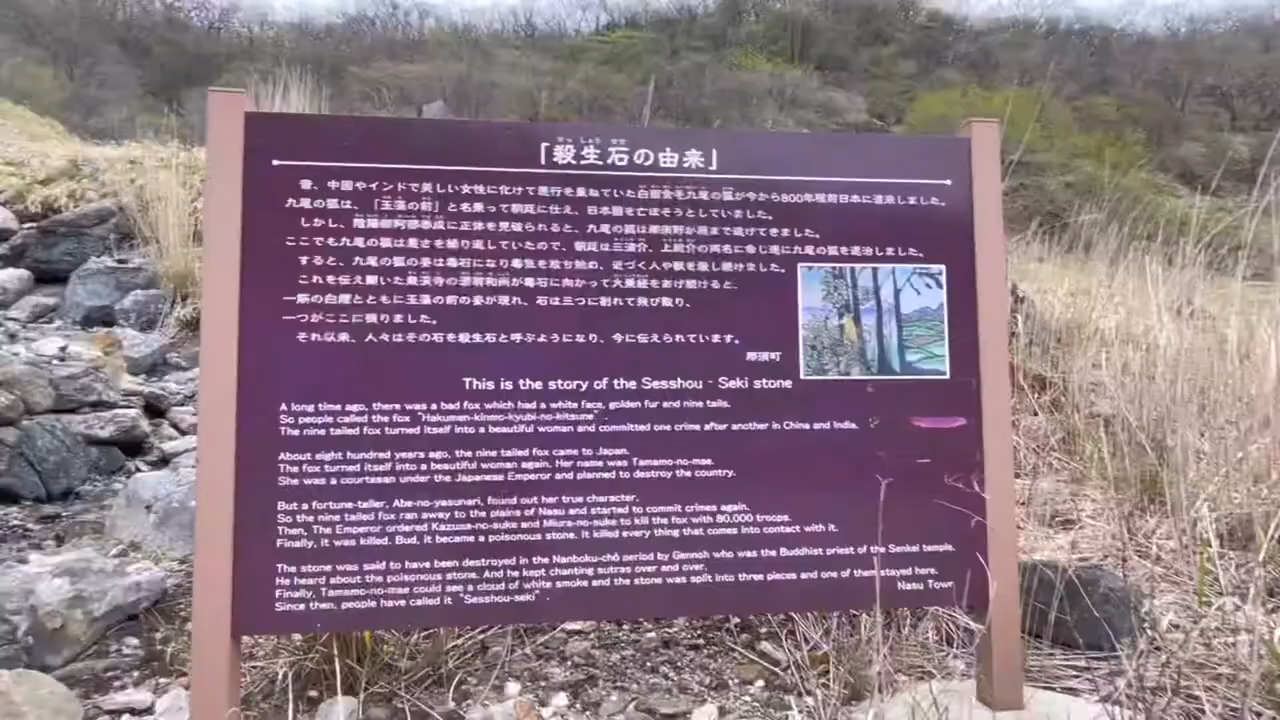 せっ しょう せき
「殺生石の由来」
昔、中国やインドで美しい女性に化けて悪行を重ねていた白面金毛九尾の狐が今から800年程前日本に渡来しました。
九尾の狐は、「玉藻の前」と名乗って朝廷に仕え、日本国を亡ぼそうとしていました。
しかし、陰陽師阿部泰成に正体を見破られると、九尾の狐は那須野が原まで逃げてきました。
ここでも九尾の狐は悪さを繰り返していたので、朝廷は三浦介、上総介の両名に命じ遂に九尾の狐を退治しました。
すると、九尾の狐の姿は毒石になり毒気を放ち始め、近づく人や獣を殺し続けました。
これを伝え聞いた泉渓寺の源翁和尚が毒石に向かって大乗経をあげ続けると、
一筋の白煙とともに玉藻の前の姿が現れ、石は三つに割れて飛び散り、
一つがここに残りました。
それ以来、人々はその石を殺生石と呼ぶようになり、今に伝えられています。
那須町
This is the story of the Sesshou - Seki stone
A long time ago, there was a bad fox which had a white face, golden fur and nine tails.
So people called the fox "Hakumen-kinmo-kyubi-no-kitsune".
The nine tailed fox turned itself into a beautiful woman and committed one crime after another in China and India.
About eight hundred years ago, the nine tailed fox came to Japan.
The fox turned itself into a beautiful woman again. Her name was Tamamo-no-mae.
She was a courtesan under the Japanese Emperor and planned to destroy the country.
But a fortune-teller, Abe-no-yasunari, found out her true character.
So the nine tailed fox ran away to the plains of Nasu and started to commit crimes again.
Then, The Emperor ordered Kazusa-no-suke and Miura-no-suke to kill the fox with 80,000 troops.
Finally, it was killed. Bud, it became a poisonous stone. It killed every thing that comes into contact with it.
The stone was said to have been destroyed in the Nanboku-chō period by Gennoh who was the Buddhist priest of the Senkei temple.
He heard about the poisonous stone. And he kept chanting sutras over and over.
Finally, Tamamo-no-mae could see a cloud of white smoke and the stone was split into three pieces and one of them stayed here.
Since then, people have called it "Sesshou-seki".
Nasu Town